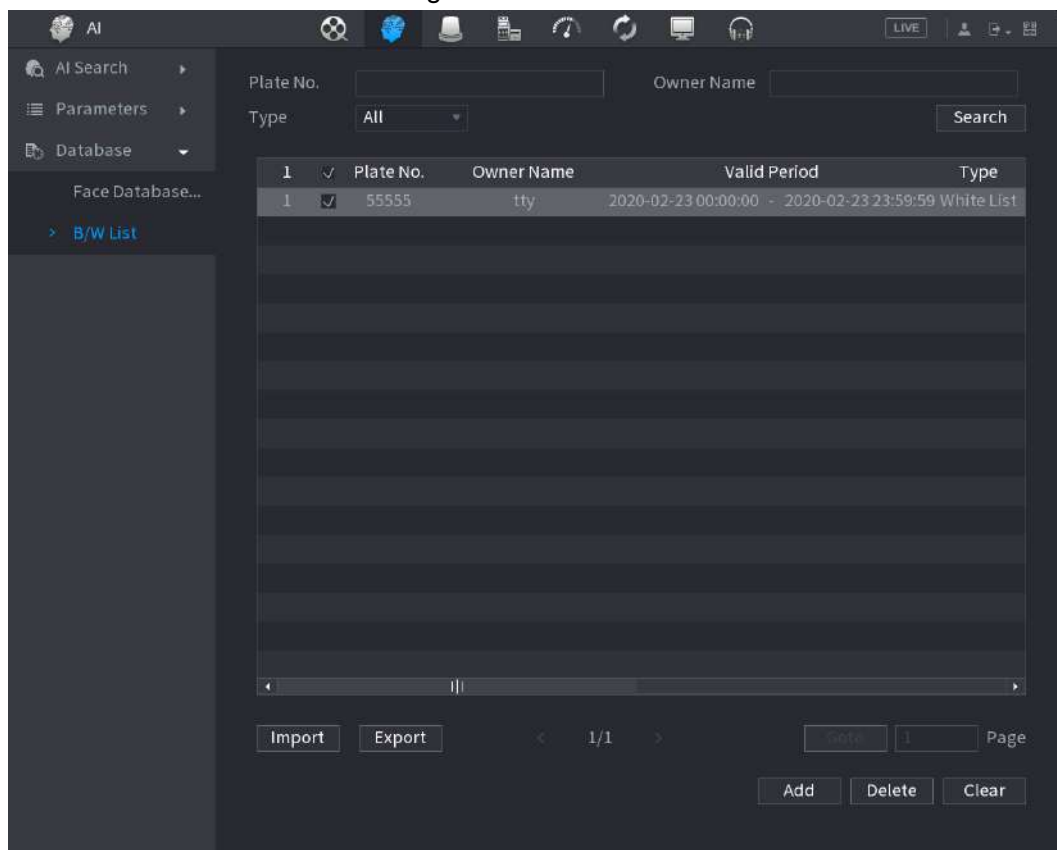 AI
LIVE
AI Search
Parameters
Database
Face Database...
B/W List
Plate No.
Owner Name
Type
All
Search
1 Plate No. Owner Name Valid Period Type
1 55555 tty 2020-02-23 00:00:00 - 2020-02-23 23:59:59 White List
Import
Export
1/1
Goto
1
Page
Add
Delete
Clear